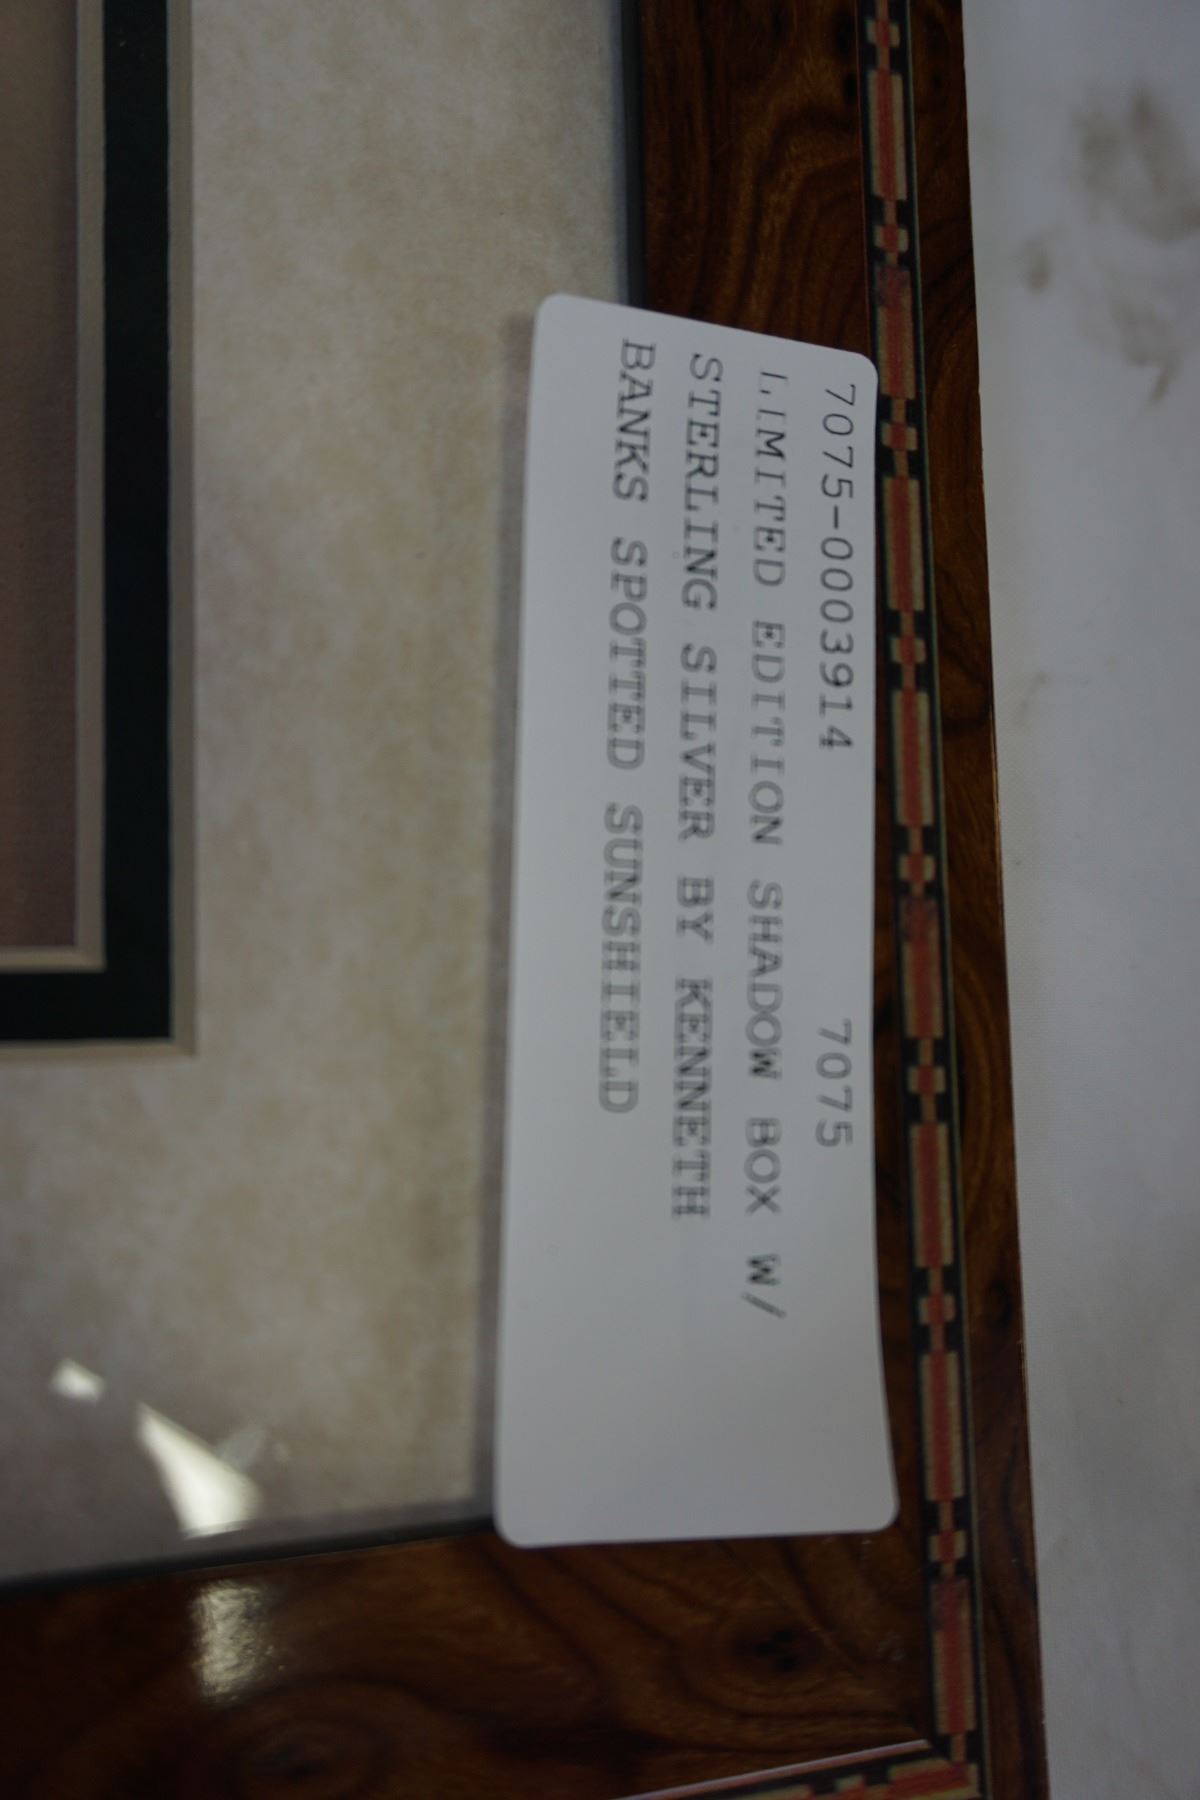 7075-0003914 7075
LIMITED EDITION SHADOW BOX W/
STERLING SILVER BY KENNETH
BANKS SPOTTED SUNSHIELD